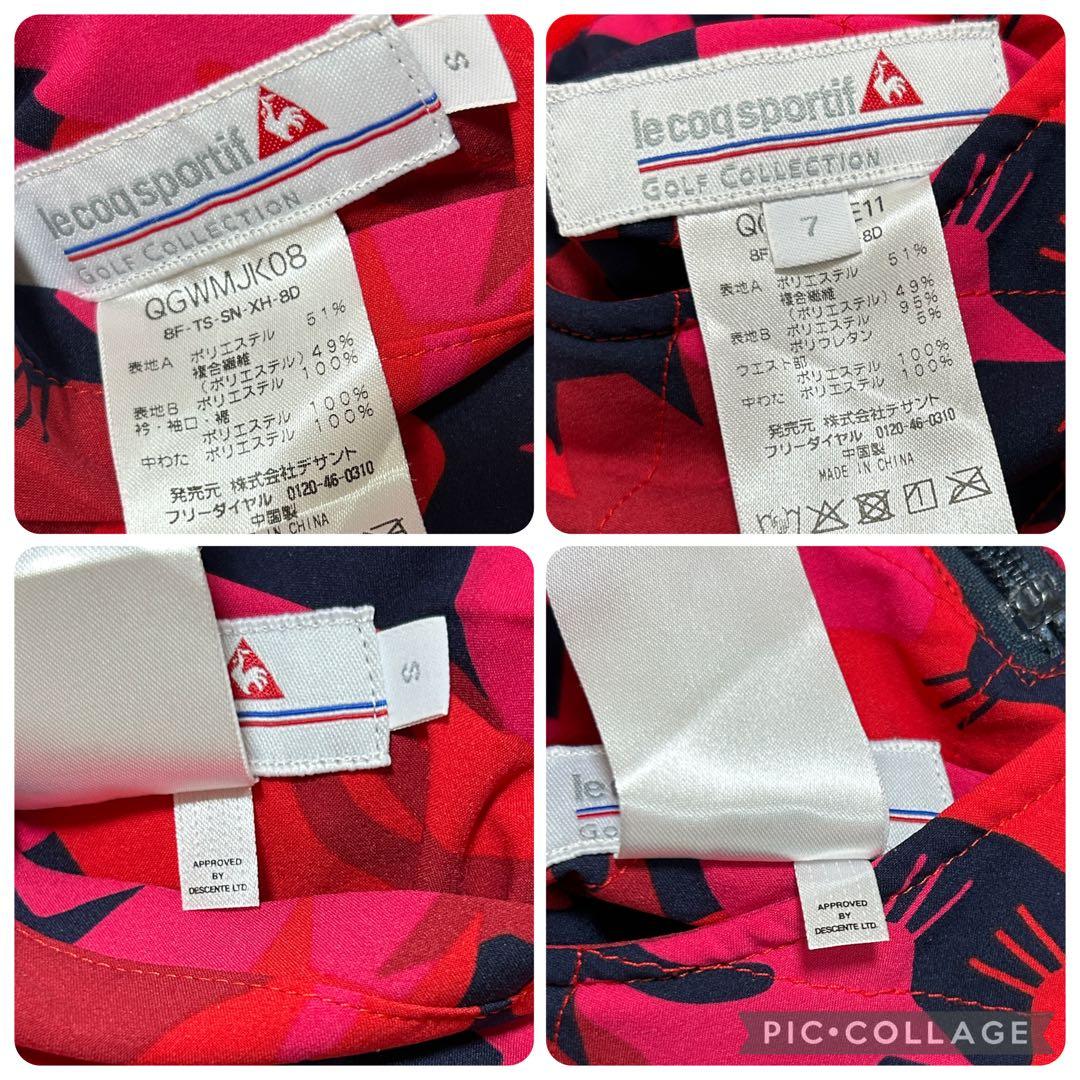 lecoqsportif
GOLF COLLECTION
S
QGWMJK08
8F-TS-SN-XH-8D
表地A ポリエステル 51%
複合繊維
(ポリエステル) 49%
表地B ポリエステル 100%
衿・袖口・裾
ポリエステル 100%
中わた ポリエステル 100%
発売元 株式会社デサント
フリーダイヤル 0120-46-0310
中国製
IN CHINA
lecoqsportif
GOLF COLLECTION
7
E11
8F 8D
表地A ポリエステル 51%
複合繊維
(ポリエステル) 49%
表地B ポリエステル 95%
ポリウレタン 5%
ウエスト部
ポリエステル 100%
中わた ポリエステル 100%
発売元 株式会社デサント
フリーダイヤル 0120-46-0310
中国製
MADE IN CHINA
S
APPROVED
BY
DESCENTE LTD.
le
GO
APPROVED
BY
DESCENTE LTD.
PIC•COLLAGE